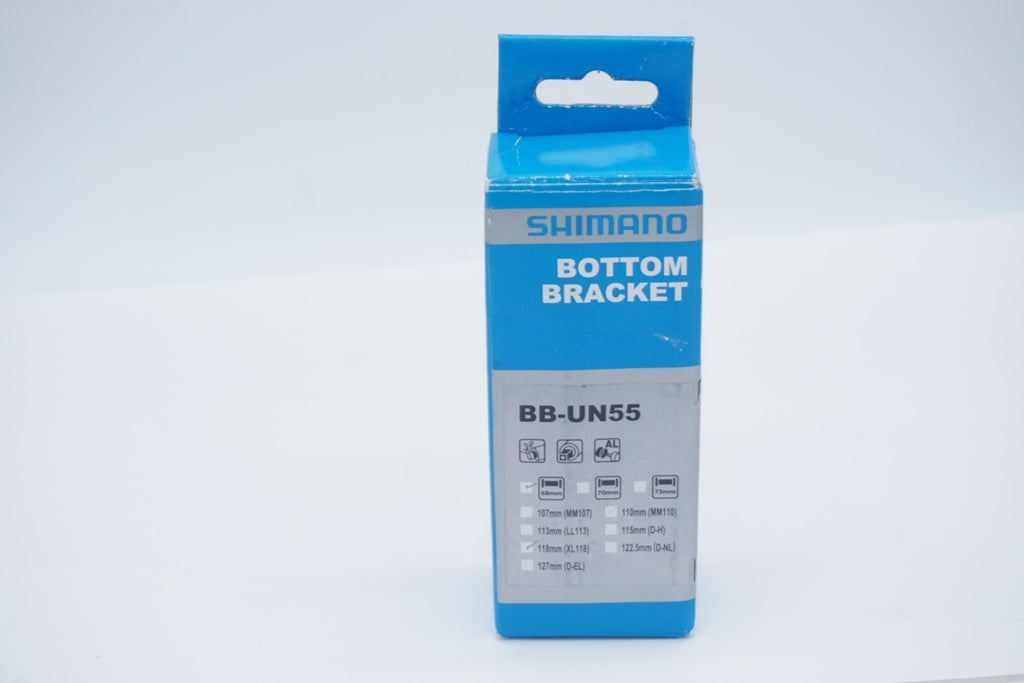 SHIMANO
BOTTOM
BRACKET
BB-UN55
AL
68mm 70mm 73mm
107mm (MM107) 110mm (MM110)
113mm (LL113) 115mm (D-H)
118mm (XL118) 122.5mm (D-NL)
127mm (D-EL)